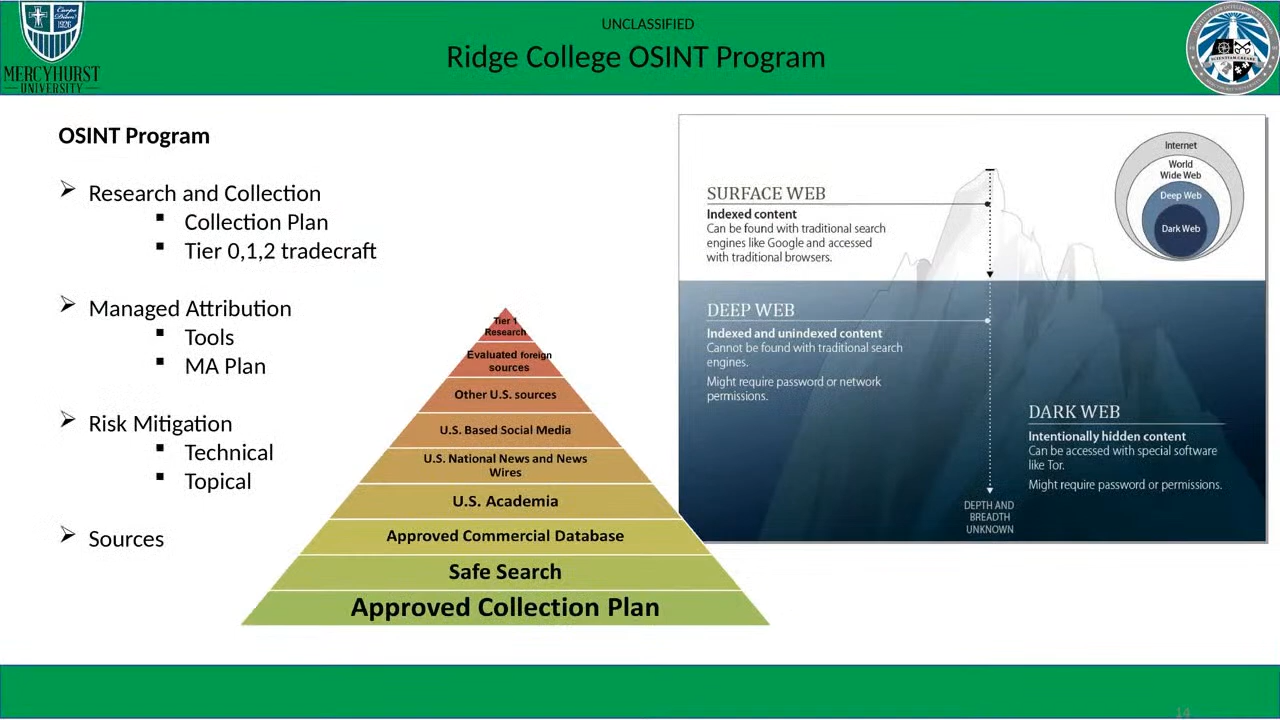 UNCLASSIFIED
Ridge College OSINT Program
Carpe
Diem
1926
MERCYHURST
UNIVERSITY
OSINT Program
Research and Collection
Collection Plan
Tier 0,1,2 tradecraft
Managed Attribution
Tools
MA Plan
Risk Mitigation
Technical
Topical
Sources
Tier 1
Research
Evaluated foreign
sources
Other U.S. sources
U.S. Based Social Media
U.S. National News and News
Wires
U.S. Academia
Approved Commercial Database
Safe Search
Approved Collection Plan
SURFACE WEB
Indexed content
Can be found with traditional search
engines like Google and accessed
with traditional browsers.
Internet
World
Wide Web
Deep Web
Dark Web
DEEP WEB
Indexed and unindexed content
Cannot be found with traditional search
engines.
Might require password or network
permissions.
DARK WEB
Intentionally hidden content
Can be accessed with special software
like Tor.
Might require password or permissions.
DEPTH AND
BREADTH
UNKNOWN
14